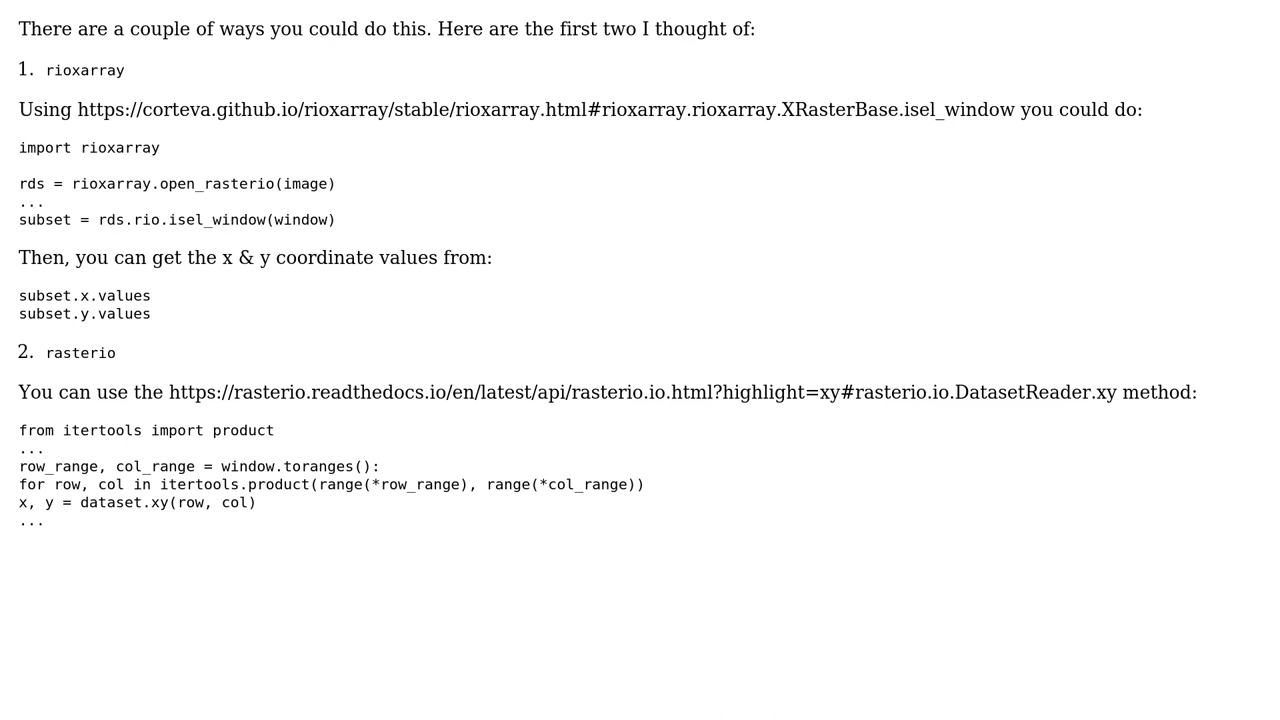 There are a couple of ways you could do this. Here are the first two I thought of:
1. rioxarray
Using https://corteva.github.io/rioxarray/stable/rioxarray.html#rioxarray.rioxarray.XRasterBase.isel_window you could do:
import rioxarray
rds = rioxarray.open_rasterio(image)
...
subset = rds.rio.isel_window(window)
Then, you can get the x & y coordinate values from:
subset.x.values
subset.y.values
2. rasterio
You can use the https://rasterio.readthedocs.io/en/latest/api/rasterio.io.html?highlight=xy#rasterio.io.DatasetReader.xy method:
from itertools import product
...
row_range, col_range = window.toranges():
for row, col in itertools.product(range(*row_range), range(*col_range))
x, y = dataset.xy(row, col)
...